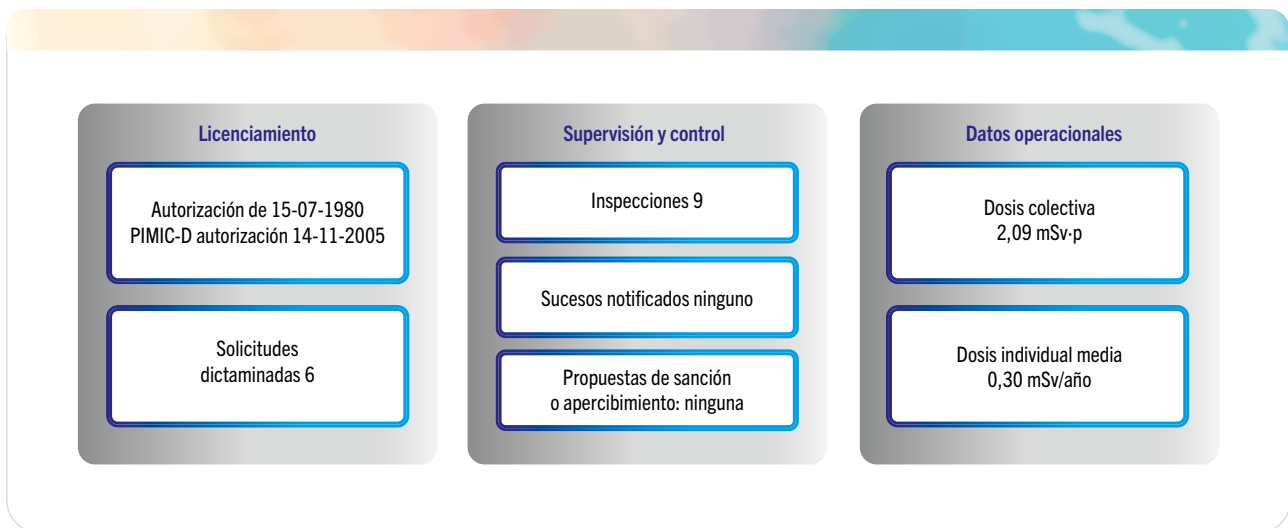 Licenciamiento
Autorización de 15-07-1980
PIMIC-D autorización 14-11-2005
Solicitudes
dictaminadas 6
Supervisión y control
Inspecciones 9
Sucesos notificados ninguno
Propuestas de sanción
o apercibimiento: ninguna
Datos operacionales
Dosis colectiva
2,09 mSv·p
Dosis individual media
0,30 mSv/año